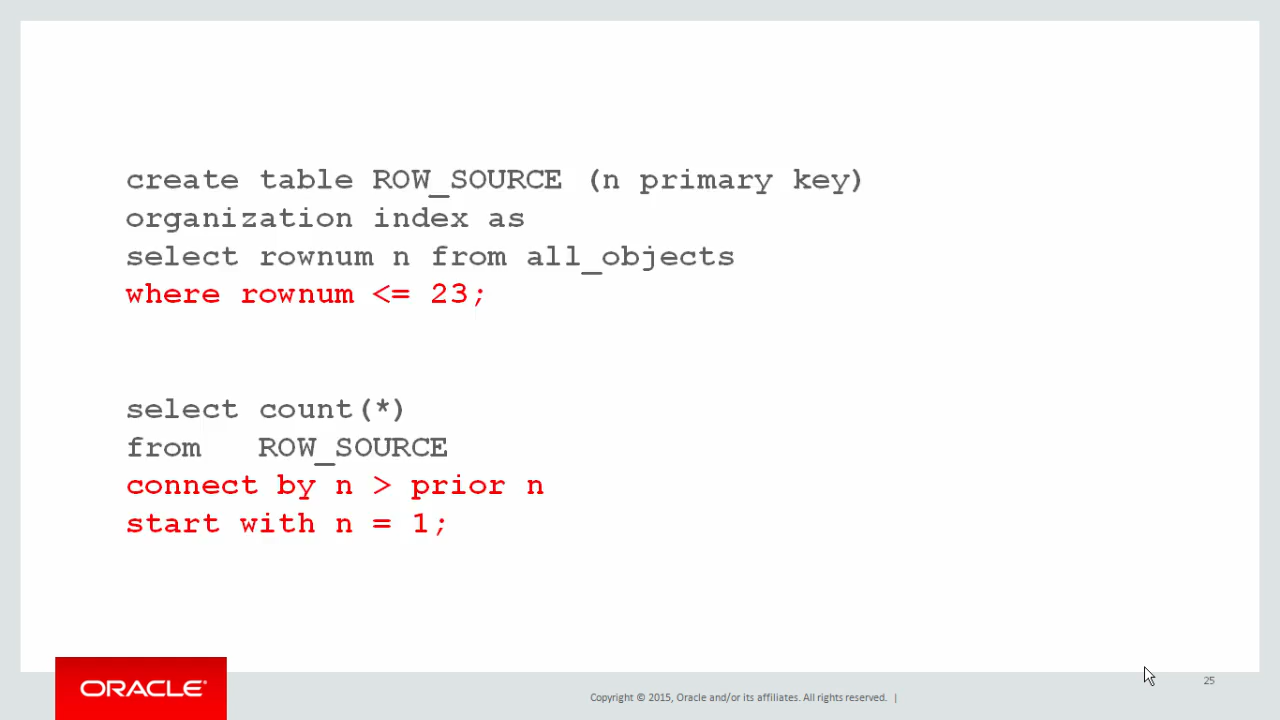 create table ROW_SOURCE (n primary key)
organization index as
select rownum n from all_objects
where rownum <= 23;
select count(*)
from   ROW_SOURCE
connect by n > prior n
start with n = 1;
ORACLE®
Copyright © 2015, Oracle and/or its affiliates. All rights reserved. |
25